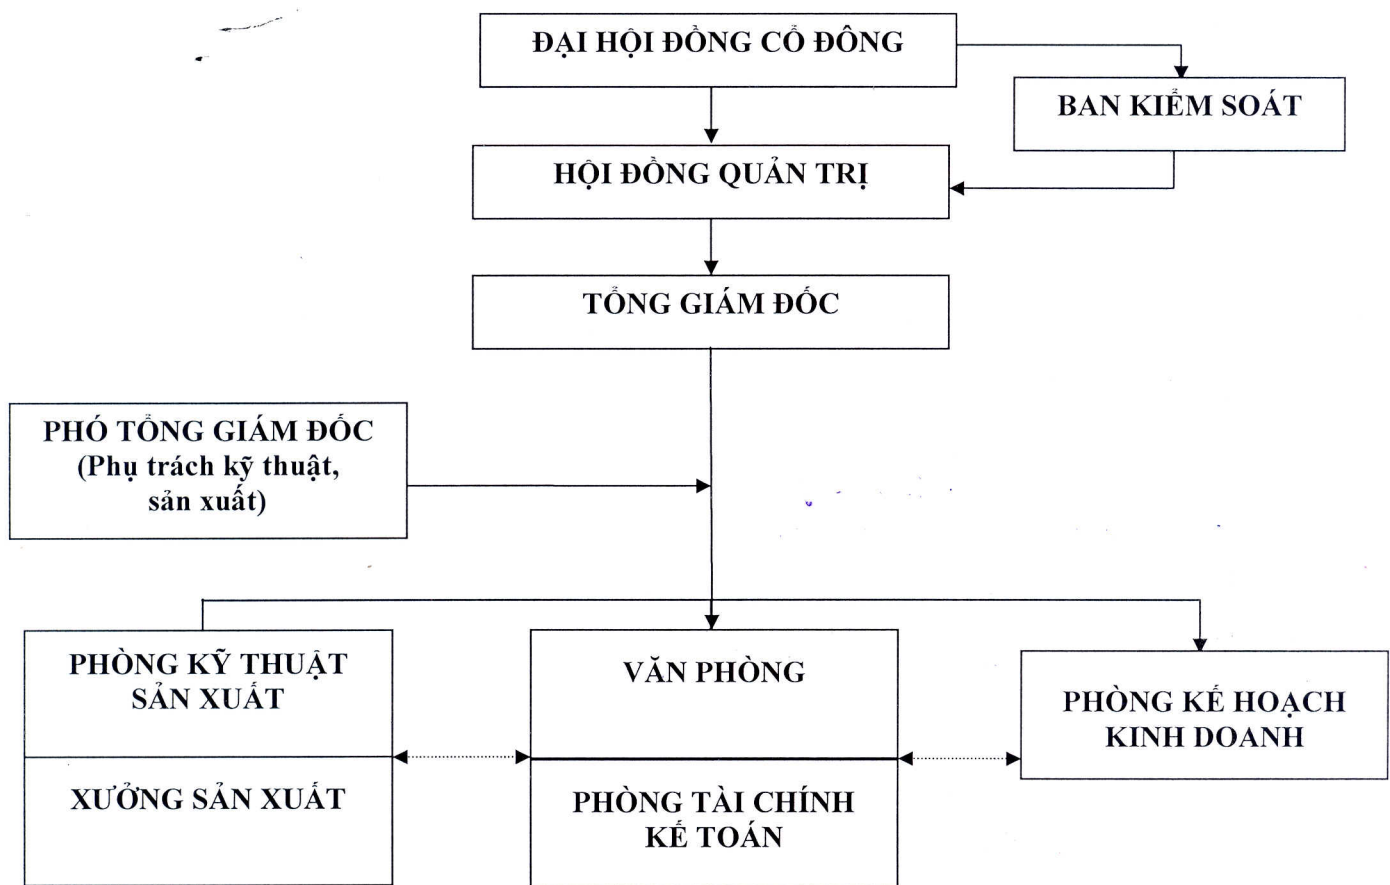 ĐẠI HỘI ĐỒNG CỔ ĐÔNG
BAN KIỂM SOÁT
HỘI ĐỒNG QUẢN TRỊ
TỔNG GIÁM ĐỐC
PHÓ TỔNG GIÁM ĐỐC
(Phụ trách kỹ thuật,
sản xuất)
PHÒNG KỸ THUẬT
SẢN XUẤT
XƯỞNG SẢN XUẤT
VĂN PHÒNG
PHÒNG TÀI CHÍNH
KẾ TOÁN
PHÒNG KẾ HOẠCH
KINH DOANH